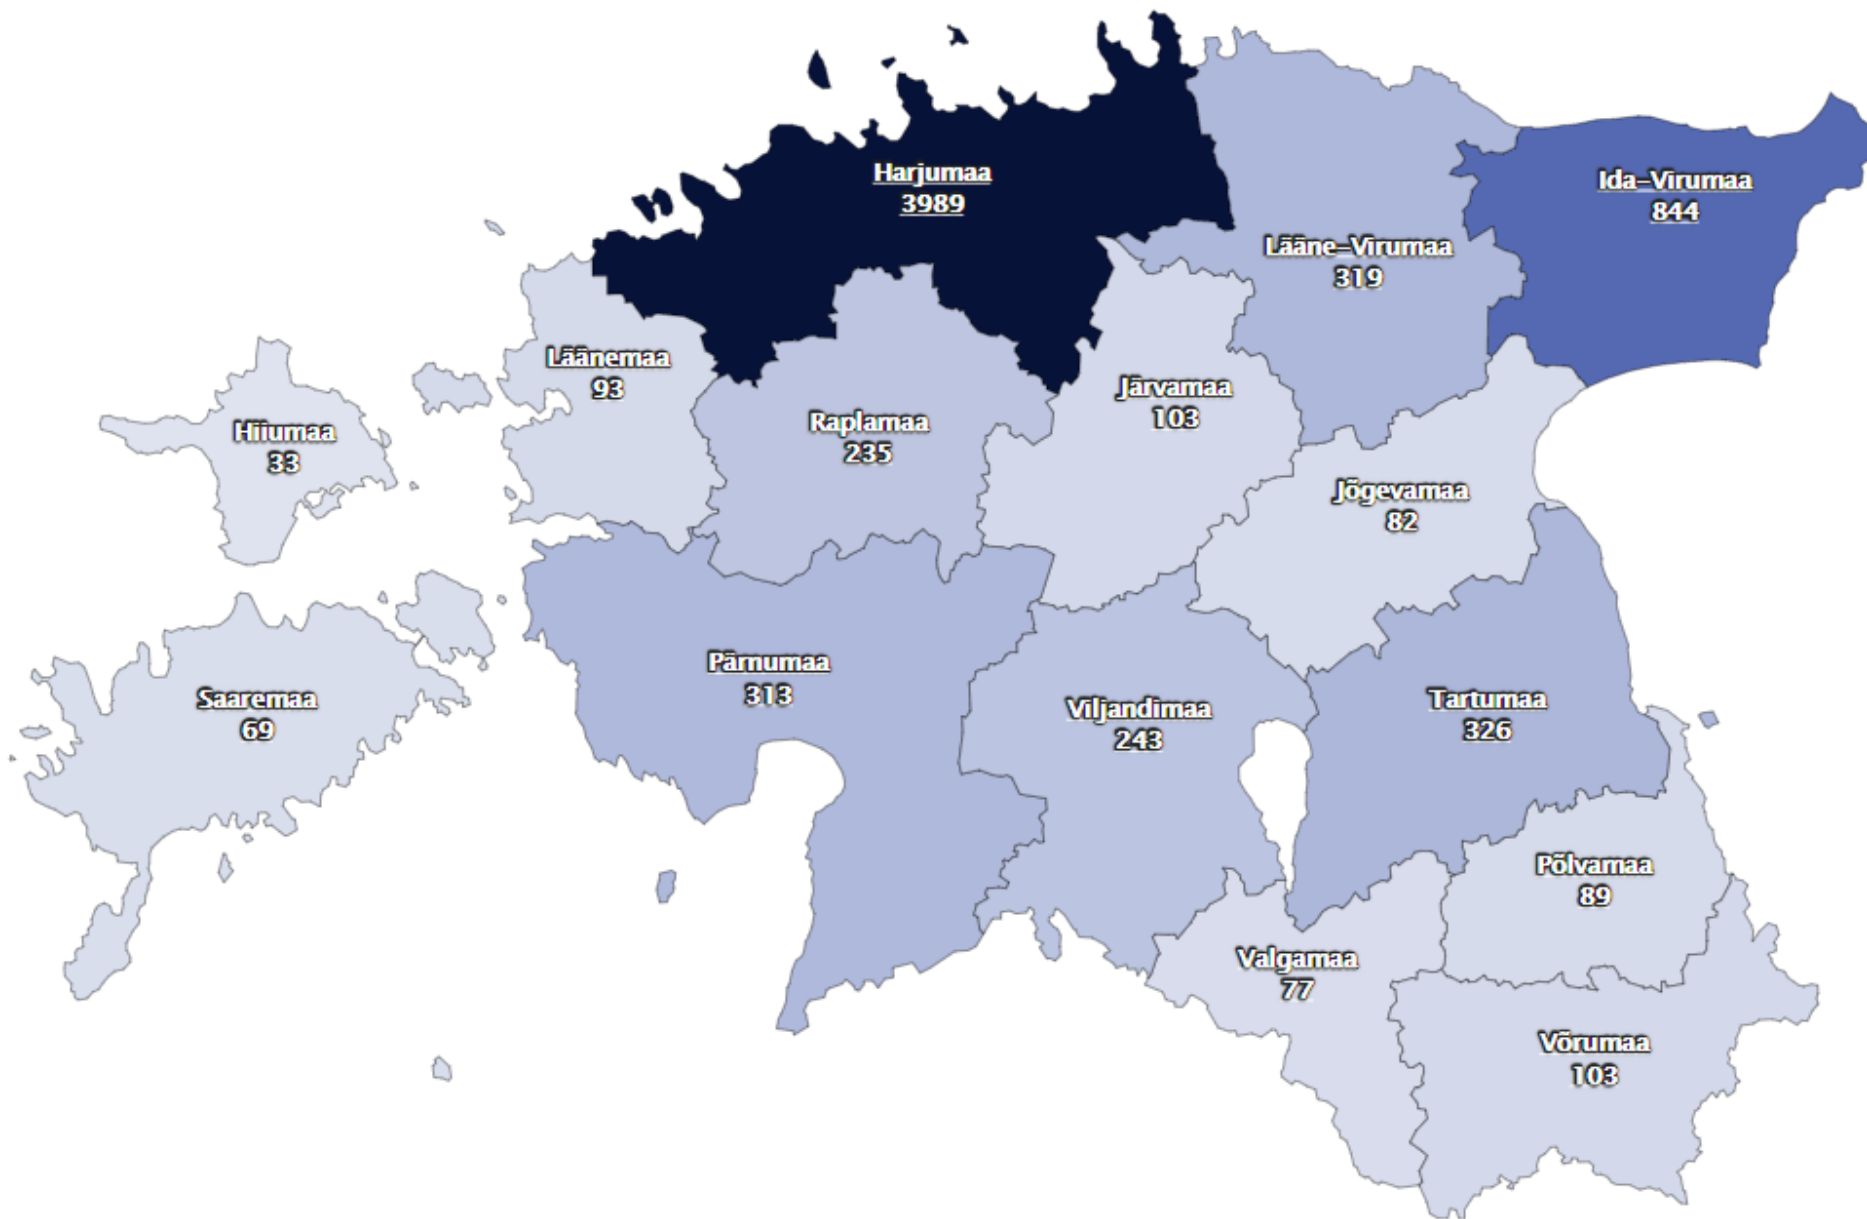 Harjumaa
3989
Ida–Virumaa
844
Lääne–Virumaa
319
Läänemaa
93
Järvamaa
103
Raplamaa
235
Hiiumaa
33
Jõgevamaa
82
Pärnumaa
313
Saaremaa
69
Viljandimaa
243
Tartumaa
326
Põlvamaa
89
Valgamaa
77
Võrumaa
103